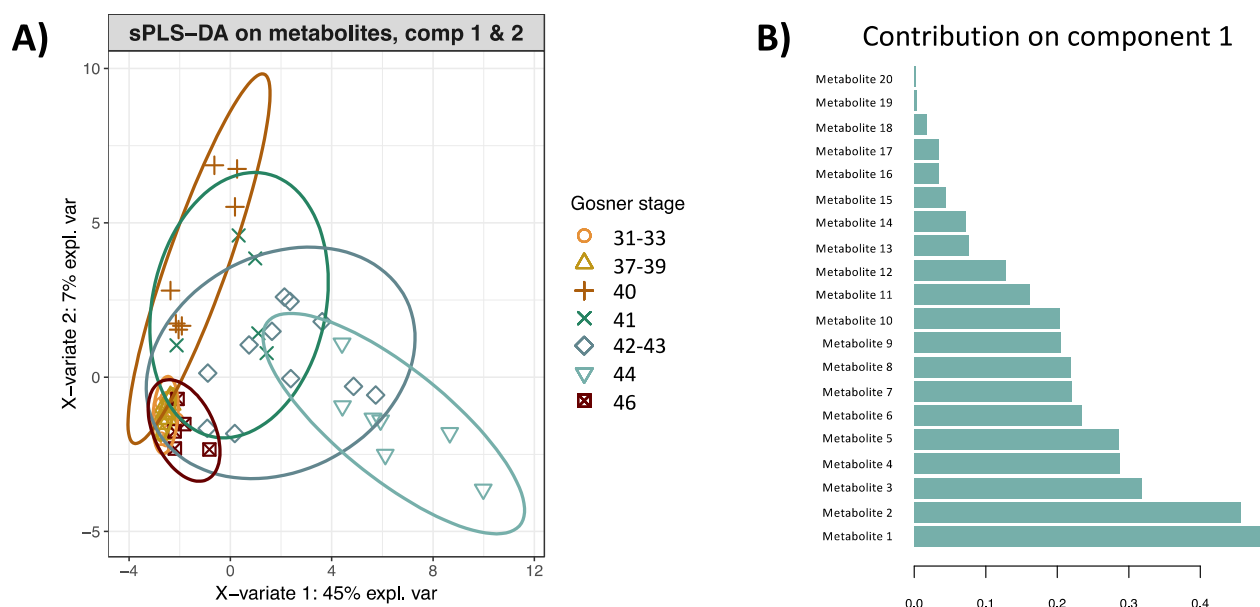 A)
sPLS−DA on metabolites, comp 1 & 2
10
5
0
−5
−4
0
4
8
12
X−variate 2: 7% expl. var
X−variate 1: 45% expl. var
Gosner stage
31-33
37-39
40
41
42-43
44
46
B)
Contribution on component 1
Metabolite 20
Metabolite 19
Metabolite 18
Metabolite 17
Metabolite 16
Metabolite 15
Metabolite 14
Metabolite 13
Metabolite 12
Metabolite 11
Metabolite 10
Metabolite 9
Metabolite 8
Metabolite 7
Metabolite 6
Metabolite 5
Metabolite 4
Metabolite 3
Metabolite 2
Metabolite 1
0.0
0.1
0.2
0.3
0.4